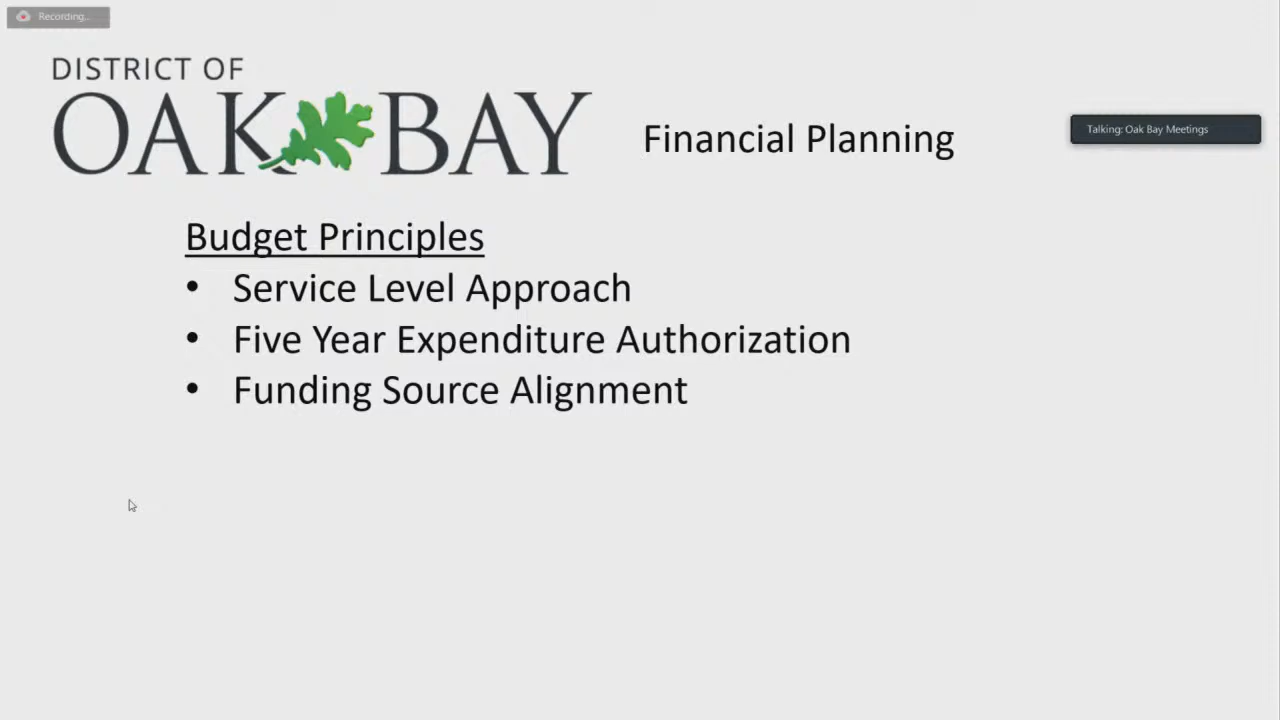 Recording...
DISTRICT OF
OAK BAY
Financial Planning
Talking: Oak Bay Meetings
Budget Principles
• Service Level Approach
• Five Year Expenditure Authorization
• Funding Source Alignment